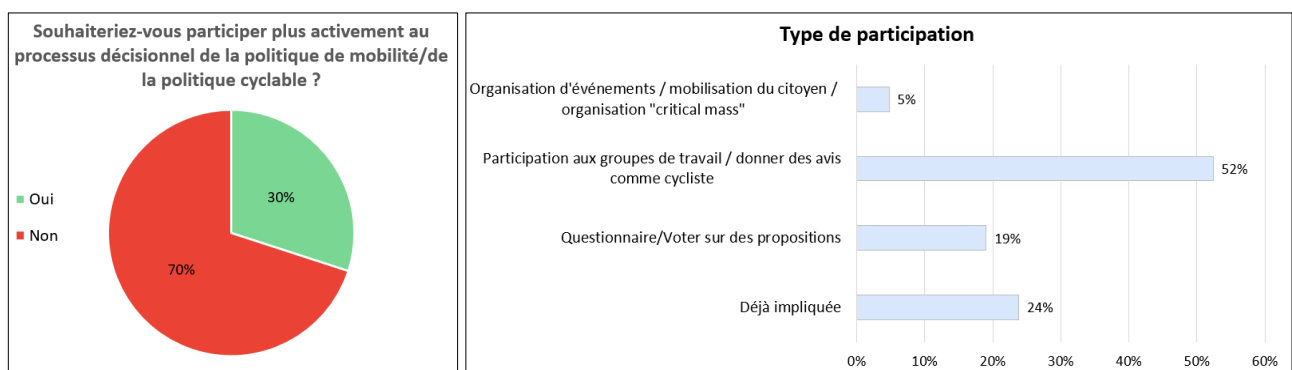 Souhaiteriez-vous participer plus activement au
processus décisionnel de la politique de mobilité/de
la politique cyclable ?
Oui
Non
30%
70%
Type de participation
Organisation d'événements / mobilisation du citoyen /
organisation "critical mass"
5%
Participation aux groupes de travail / donner des avis
comme cycliste
52%
Questionnaire/Voter sur des propositions
19%
Déjà impliquée
24%
0% 10% 20% 30% 40% 50% 60%